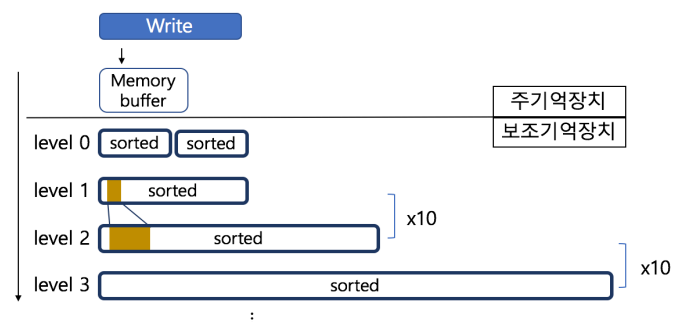 Write
Memory
buffer
주기억장치
보조기억장치
level 0
sorted
sorted
level 1
sorted
x10
level 2
sorted
x10
level 3
sorted
: